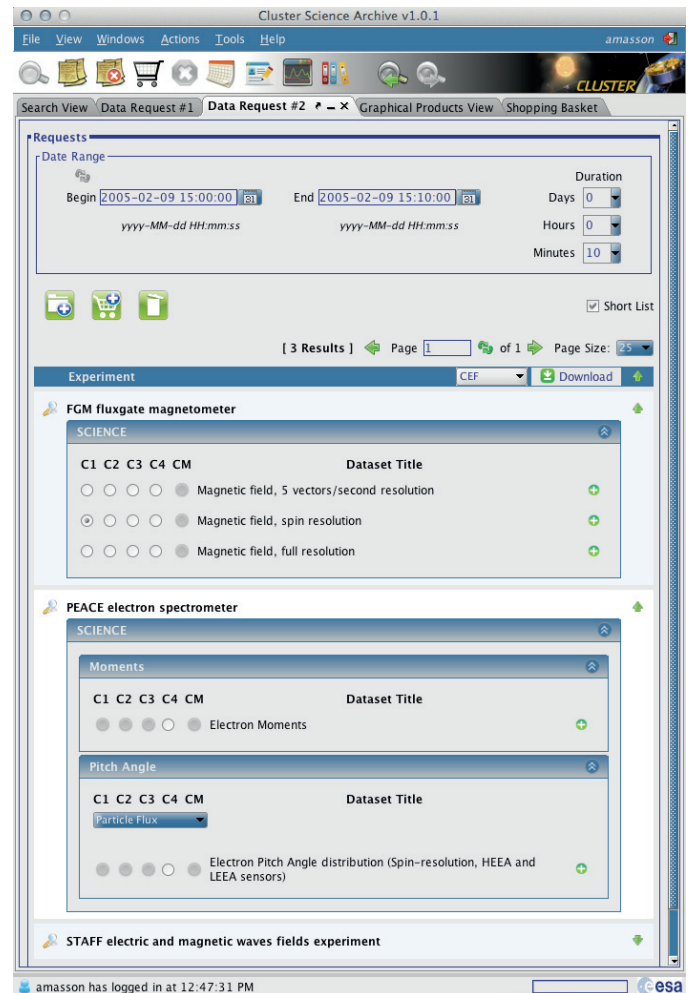 Cluster Science Archive v1.0.1
File View Windows Actions Tools Help amasson
CLUSTER
Search View Data Request #1 Data Request #2 Graphical Products View Shopping Basket
Requests
Date Range
Duration
Begin 2005-02-09 15:00:00 31 End 2005-02-09 15:10:00 31 Days 0
yyyy-MM-dd HH:mm:ss yyyy-MM-dd HH:mm:ss Hours 0
Minutes 10
Short List
[ 3 Results ] Page 1 of 1 Page Size: 25
Experiment CEF Download
FGM fluxgate magnetometer
SCIENCE
C1 C2 C3 C4 CM Dataset Title
Magnetic field, 5 vectors/second resolution
Magnetic field, spin resolution
Magnetic field, full resolution
PEACE electron spectrometer
SCIENCE
Moments
C1 C2 C3 C4 CM Dataset Title
Electron Moments
Pitch Angle
C1 C2 C3 C4 CM Dataset Title
Particle Flux
Electron Pitch Angle distribution (Spin-resolution, HEEA and
LEEA sensors)
STAFF electric and magnetic waves fields experiment
amasson has logged in at 12:47:31 PM esa